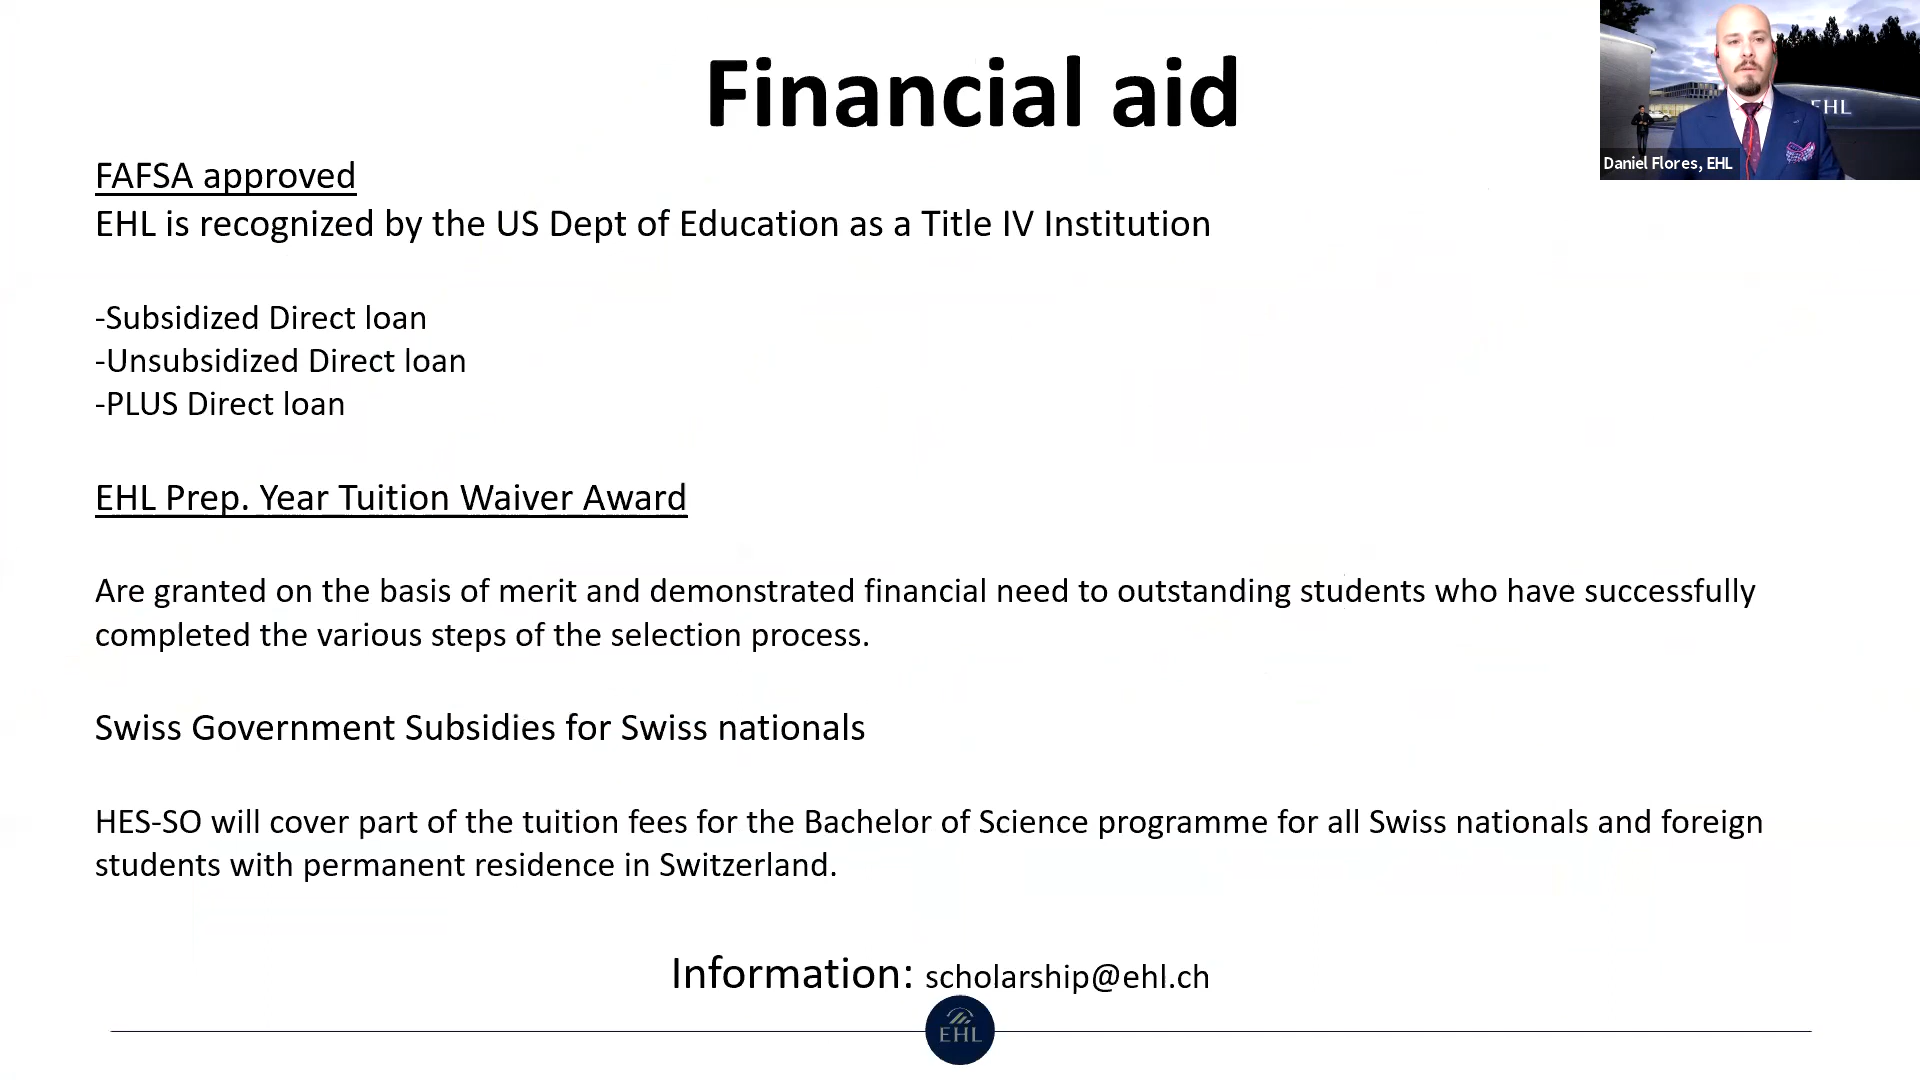 Financial aid
EHL
Daniel Flores, EHL
FAFSA approved
EHL is recognized by the US Dept of Education as a Title IV Institution
-Subsidized Direct loan
-Unsubsidized Direct loan
-PLUS Direct loan
EHL Prep. Year Tuition Waiver Award
Are granted on the basis of merit and demonstrated financial need to outstanding students who have successfully
completed the various steps of the selection process.
Swiss Government Subsidies for Swiss nationals
HES-SO will cover part of the tuition fees for the Bachelor of Science programme for all Swiss nationals and foreign
students with permanent residence in Switzerland.
Information: scholarship@ehl.ch
EHL